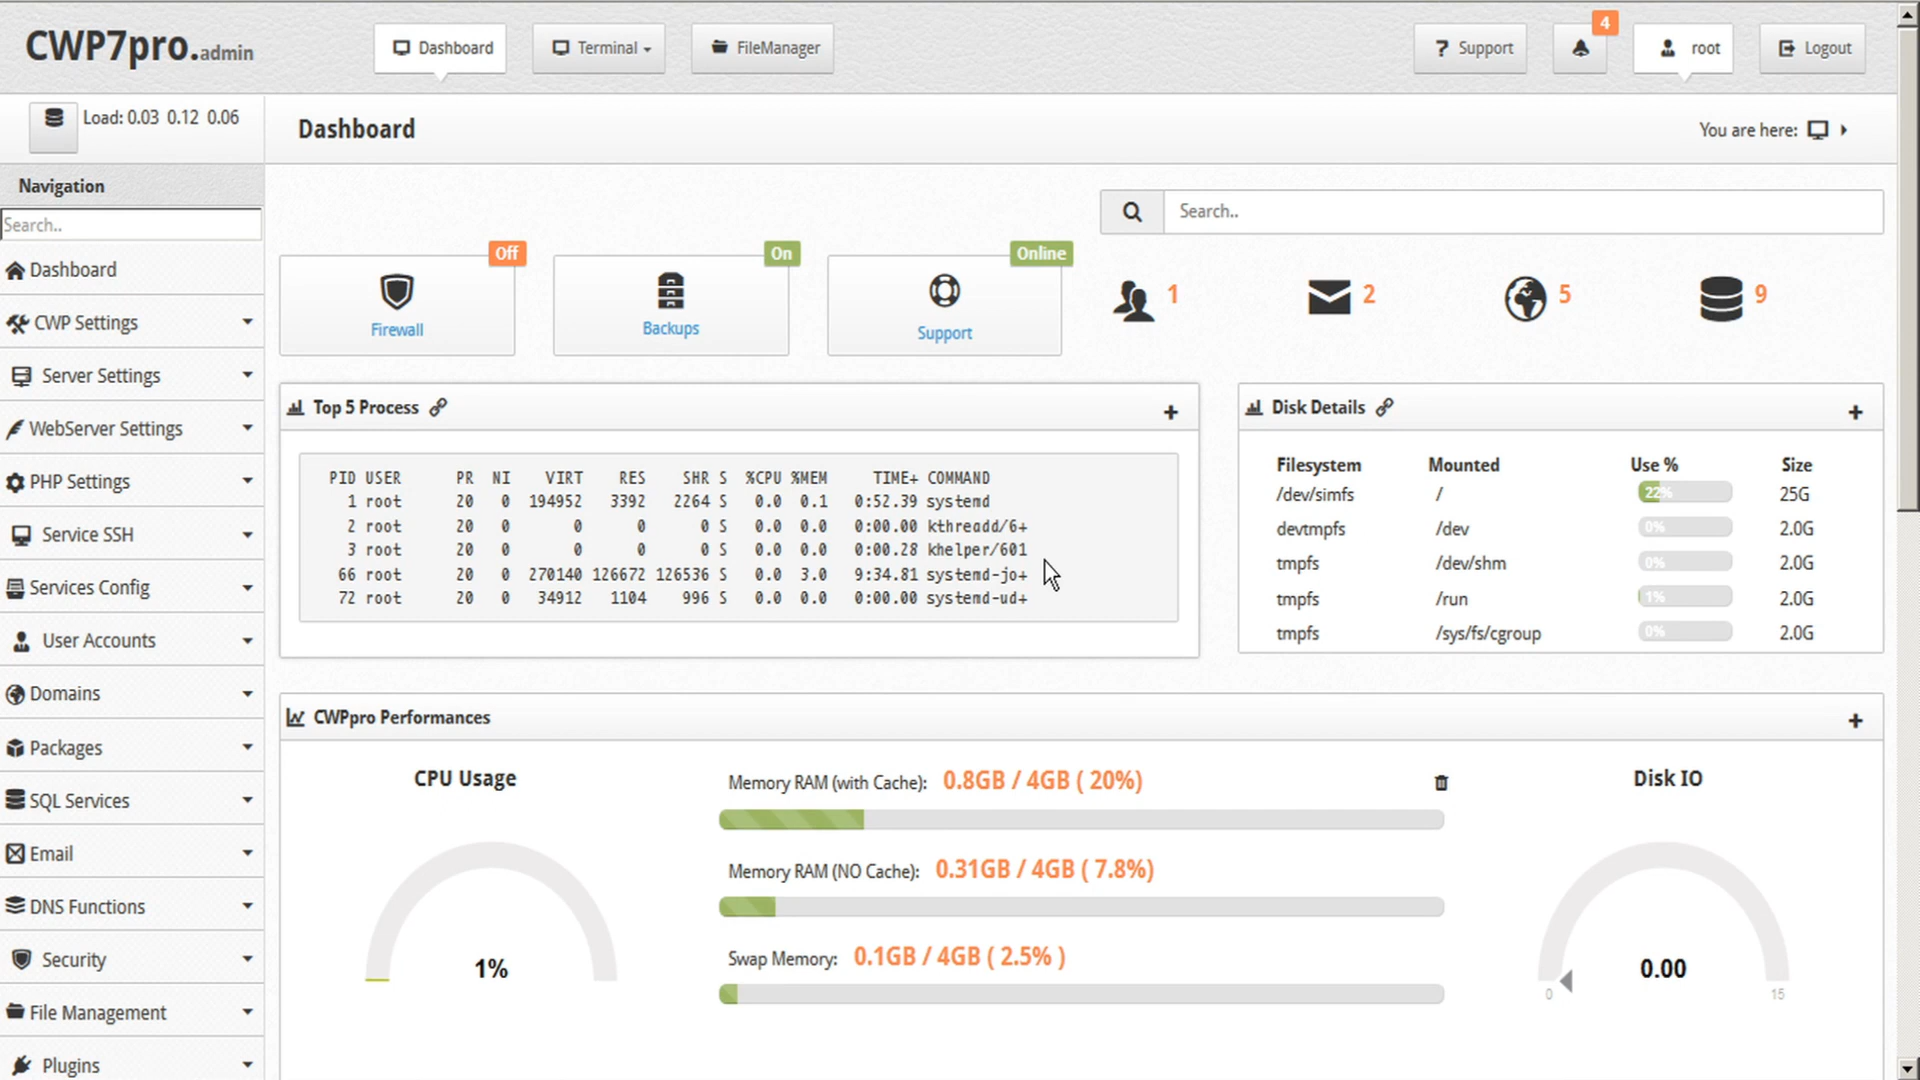 CWP7pro.admin
Dashboard
Terminal
FileManager
? Support
4
root
Logout
Load: 0.03 0.12 0.06
Dashboard
You are here:
Navigation
Search..
Search..
Dashboard
CWP Settings
Server Settings
WebServer Settings
PHP Settings
Service SSH
Services Config
User Accounts
Domains
Packages
SQL Services
Email
DNS Functions
Security
File Management
Plugins
Off
Firewall
On
Backups
Online
Support
1
2
5
9
Top 5 Process
PID USER PR NI VIRT RES SHR S %CPU %MEM TIME+ COMMAND
1 root 20 0 194952 3392 2264 S 0.0 0.1 0:52.39 systemd
2 root 20 0 0 0 0 S 0.0 0.0 0:00.00 kthreadd/6+
3 root 20 0 0 0 0 S 0.0 0.0 0:00.28 khelper/601
66 root 20 0 270140 126672 126536 S 0.0 3.0 9:34.81 systemd-jo+
72 root 20 0 34912 1104 996 S 0.0 0.0 0:00.00 systemd-ud+
Disk Details
Filesystem Mounted Use % Size
/dev/simfs / 22% 25G
devtmpfs /dev 0% 2.0G
tmpfs /dev/shm 0% 2.0G
tmpfs /run 1% 2.0G
tmpfs /sys/fs/cgroup 0% 2.0G
CWPpro Performances
CPU Usage
1%
Memory RAM (with Cache): 0.8GB / 4GB ( 20%)
Memory RAM (NO Cache): 0.31GB / 4GB ( 7.8%)
Swap Memory: 0.1GB / 4GB ( 2.5% )
Disk IO
0.00
0 15